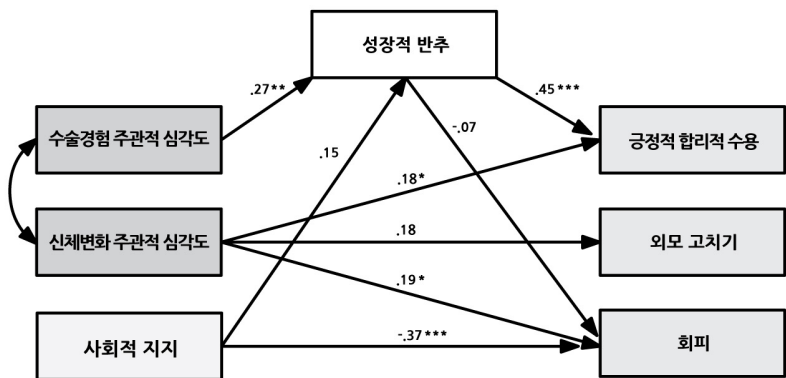 성장적 반추
.27**
.45***
수술경험 주관적 심각도
.15
-.07
긍정적 합리적 수용
.18*
신체변화 주관적 심각도
.18
외모 고치기
.19*
사회적 지지
-.37***
회피